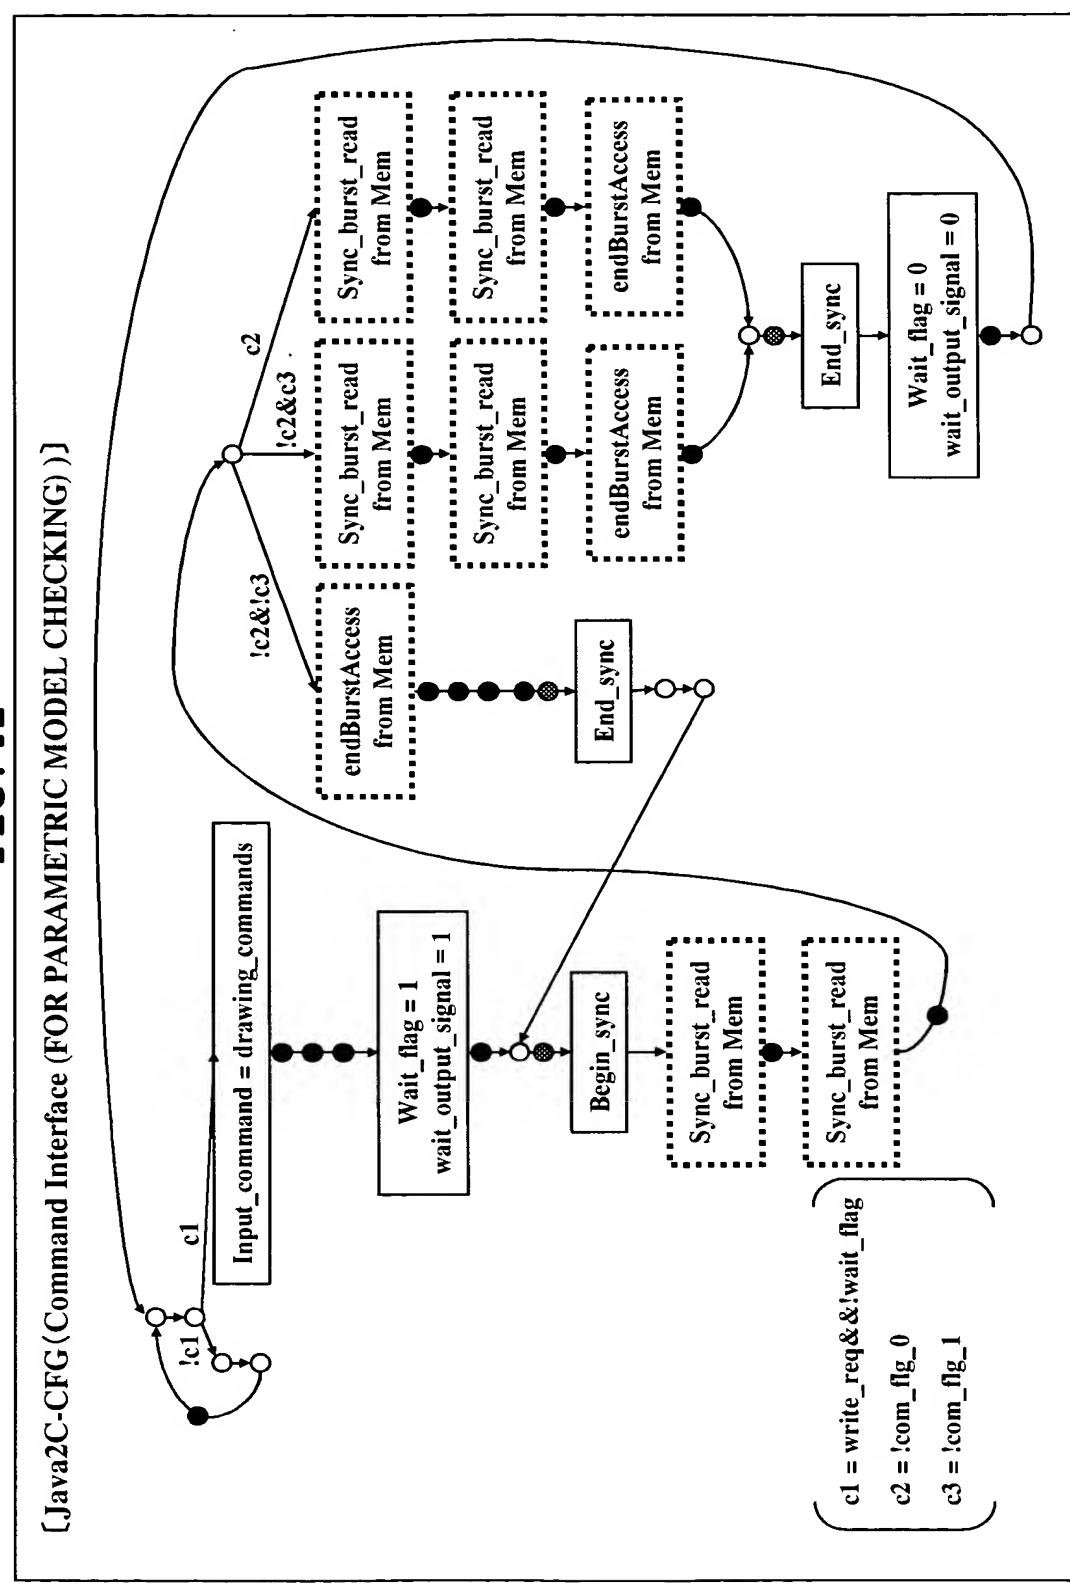 [Java2C-CFG(Command Interface (FOR PARAMETRIC MODEL CHECKING))]
!c1
c1
Input_command = drawing_commands
Wait_flag = 1
wait_output_signal = 1
Begin_sync
Sync_burst_read
from Mem
Sync_burst_read
from Mem
!c2&!c3
!c2&c3
c2
endBurstAccess
from Mem
End_sync
Sync_burst_read
from Mem
Sync_burst_read
from Mem
endBurstAccess
from Mem
Sync_burst_read
from Mem
Sync_burst_read
from Mem
endBurstAccess
from Mem
End_sync
Wait_flag = 0
wait_output_signal = 0
c1 = write_req&&!wait_flag
c2 = !com_flg_0
c3 = !com_flg_1